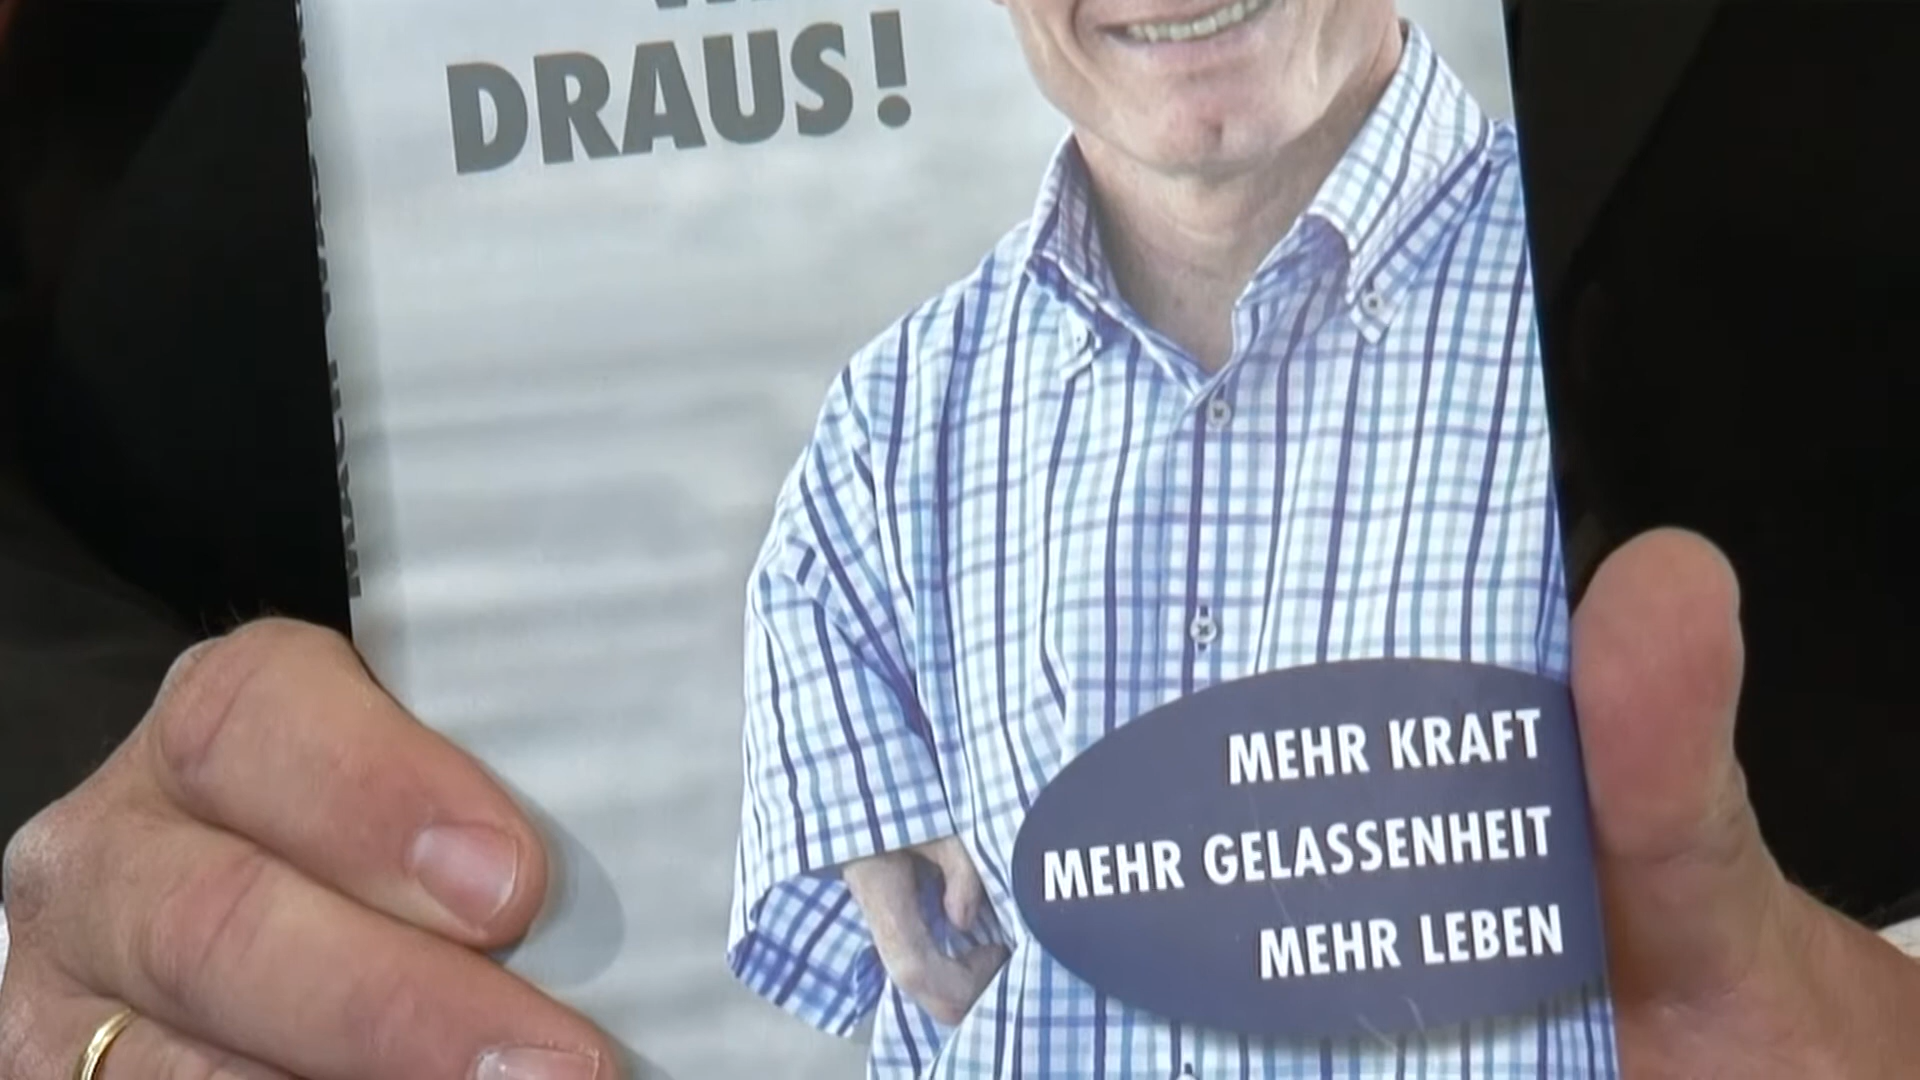 DRAUS!
MEHR KRAFT
MEHR GELASSENHEIT
MEHR LEBEN